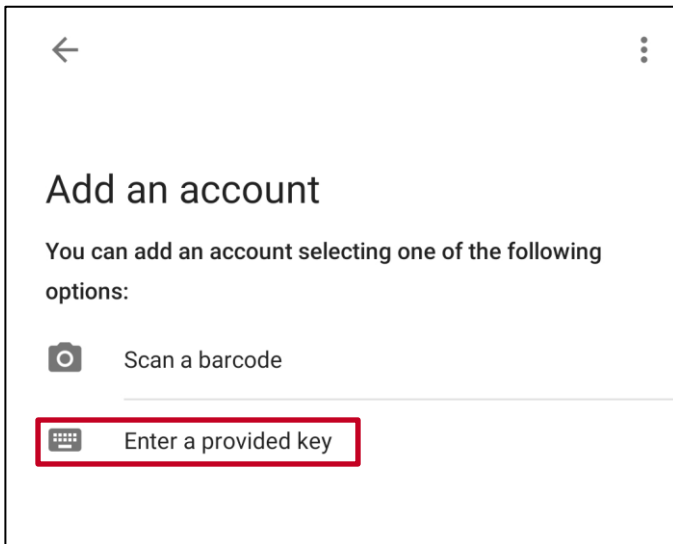 Add an account
You can add an account selecting one of the following
options:
Scan a barcode
Enter a provided key